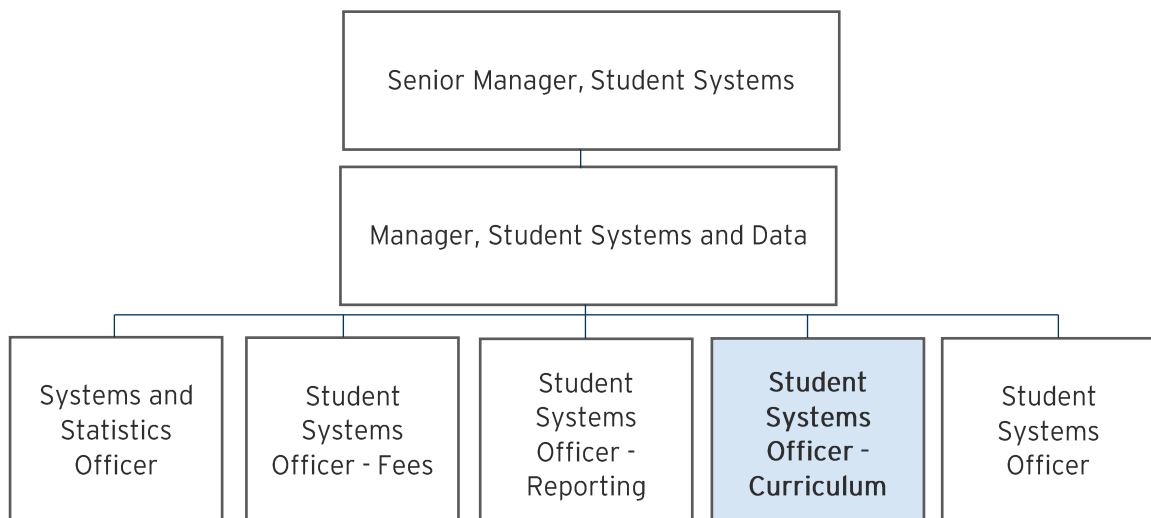 Senior Manager, Student Systems
Manager, Student Systems and Data
Systems and
Statistics
Officer
Student
Systems
Officer - Fees
Student
Systems
Officer -
Reporting
Student
Systems
Officer -
Curriculum
Student
Systems
Officer